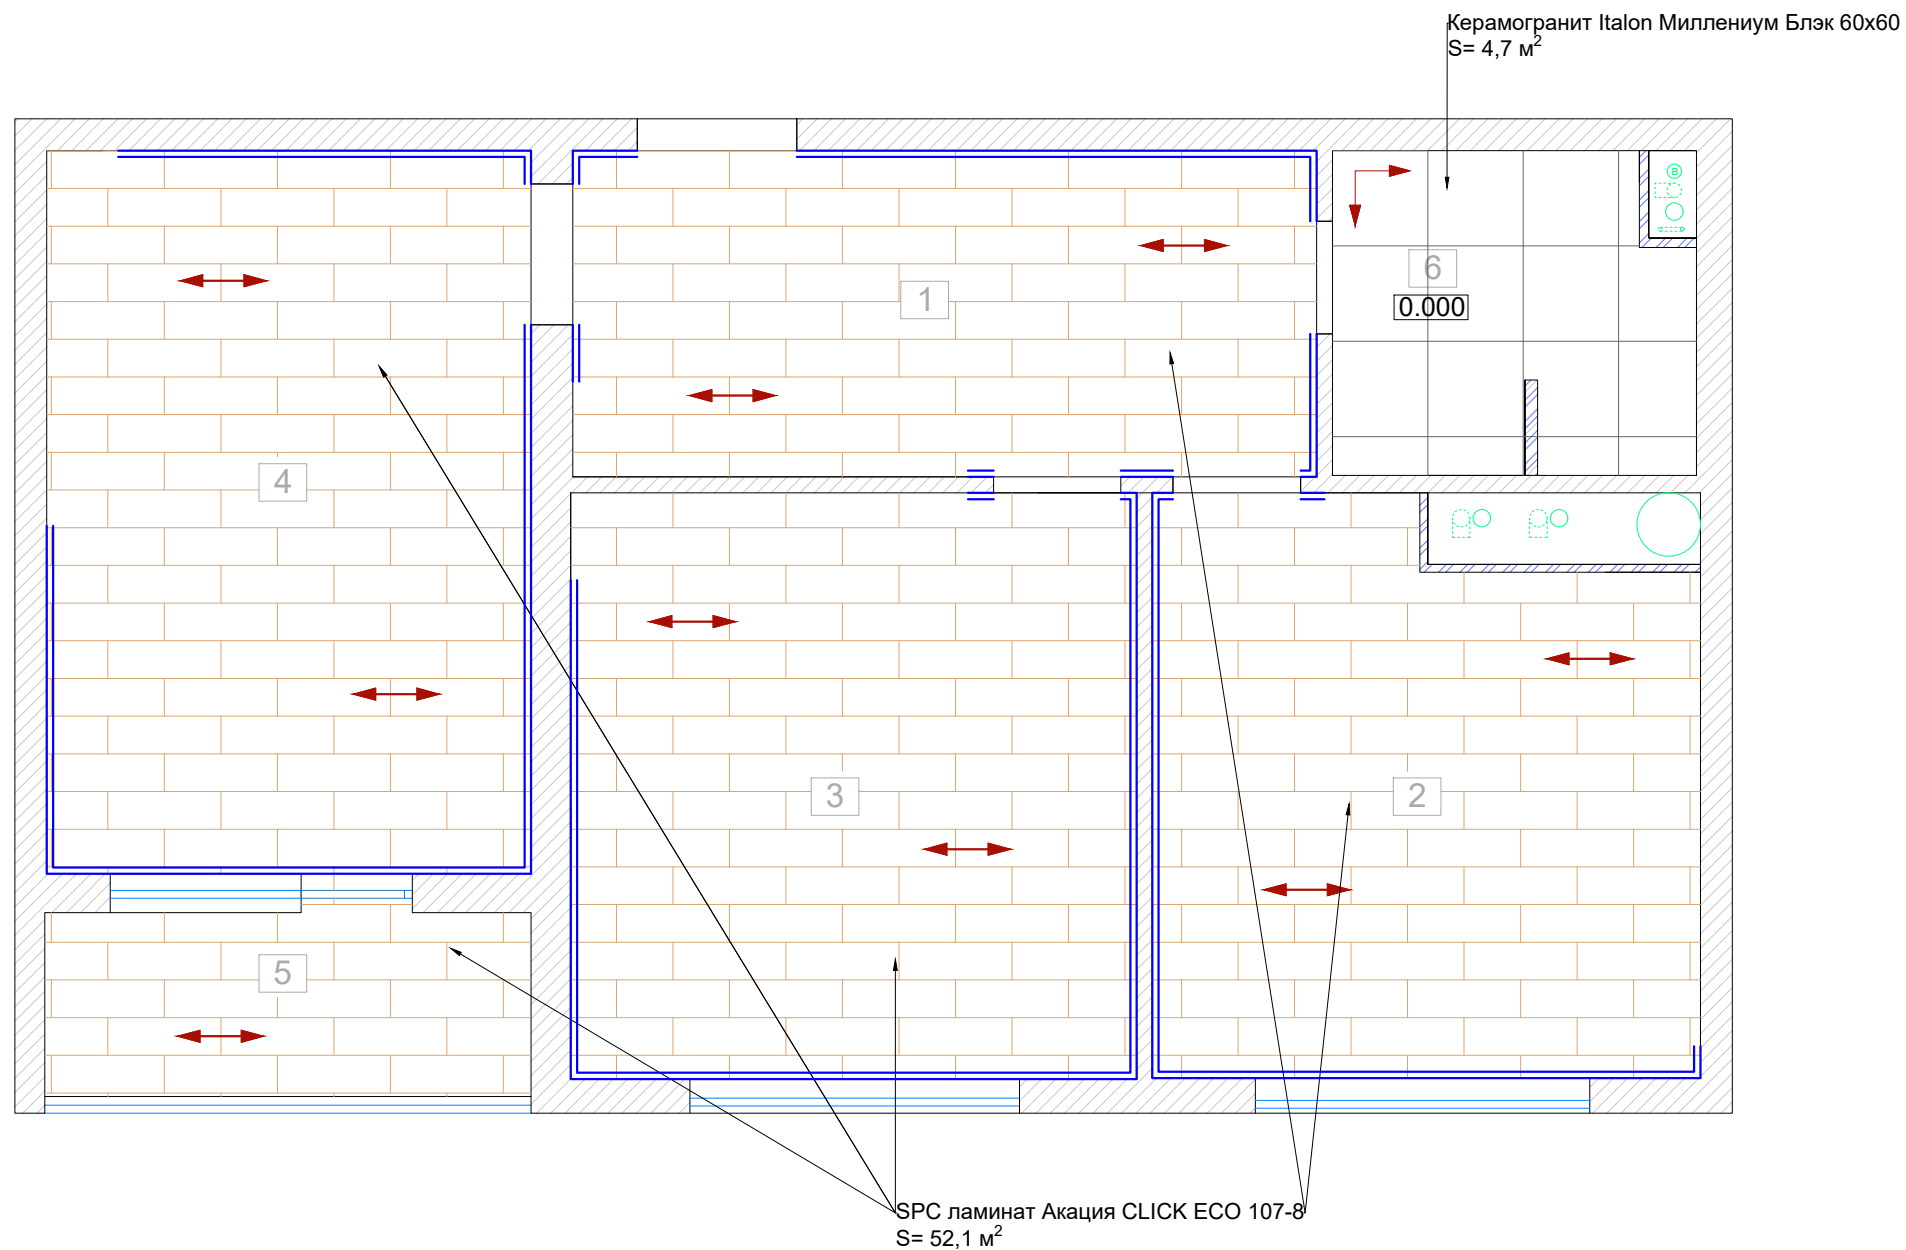 Керамогранит Italon Миллениум Блэк 60х60
S= 4,7 м²
В
6
0.000
1
4
3
2
5
SPC ламинат Акация CLICK ECO 107-8
S= 52,1 м²